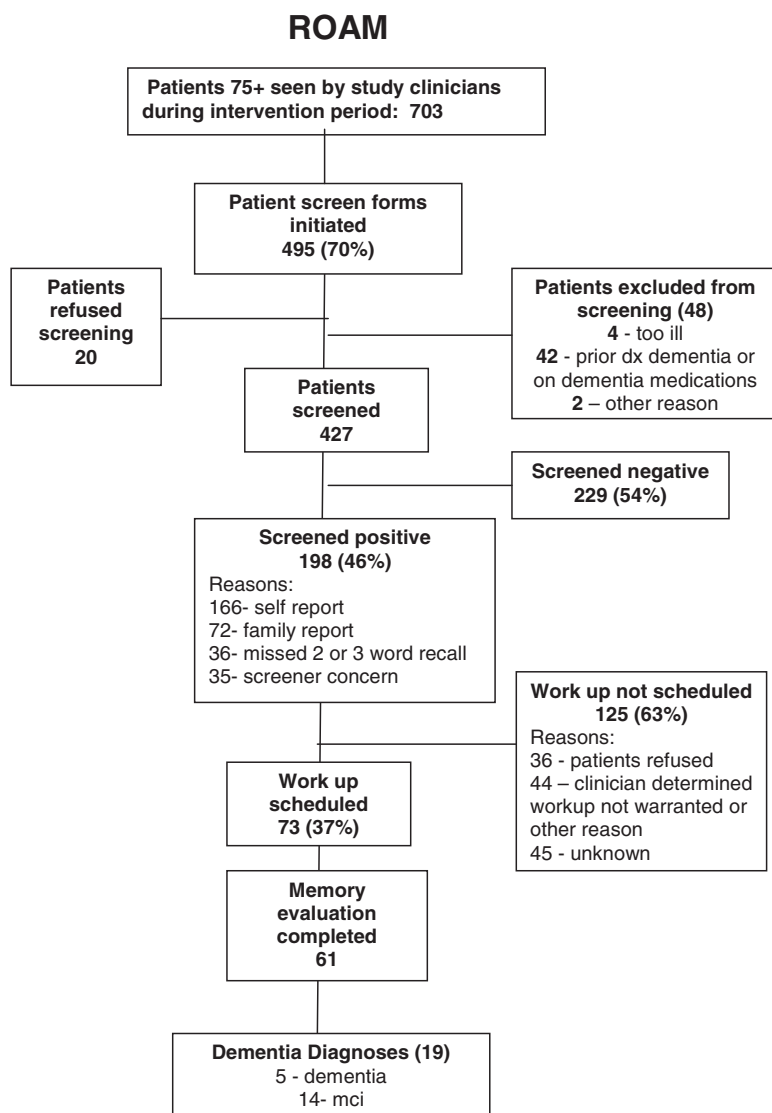 ROAM
Patients 75+ seen by study clinicians
during intervention period: 703
Patient screen forms
initiated
495 (70%)
Patients
refused
screening
20
Patients excluded from
screening (48)
4 - too ill
42 - prior dx dementia or
on dementia medications
2 – other reason
Patients
screened
427
Screened negative
229 (54%)
Screened positive
198 (46%)
Reasons:
166- self report
72- family report
36- missed 2 or 3 word recall
35- screener concern
Work up not scheduled
125 (63%)
Reasons:
36 - patients refused
44 – clinician determined
workup not warranted or
other reason
45 - unknown
Work up
scheduled
73 (37%)
Memory
evaluation
completed
61
Dementia Diagnoses (19)
5 - dementia
14- mci